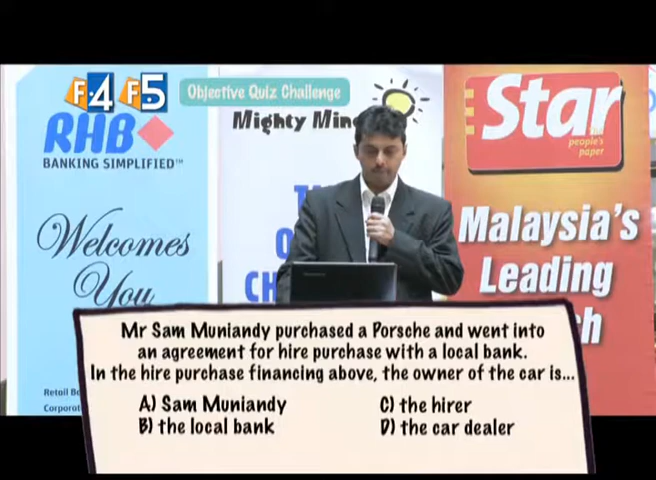 F4 F5 Objective Quiz Challenge
RHB
BANKING SIMPLIFIED™
Welcomes
You
Mighty
Star
people's
paper
Malaysia's
Leading
Mr Sam Muniandy purchased a Porsche and went into
an agreement for hire purchase with a local bank.
In the hire purchase financing above, the owner of the car is...
A) Sam Muniandy
B) the local bank
C) the hirer
D) the car dealer